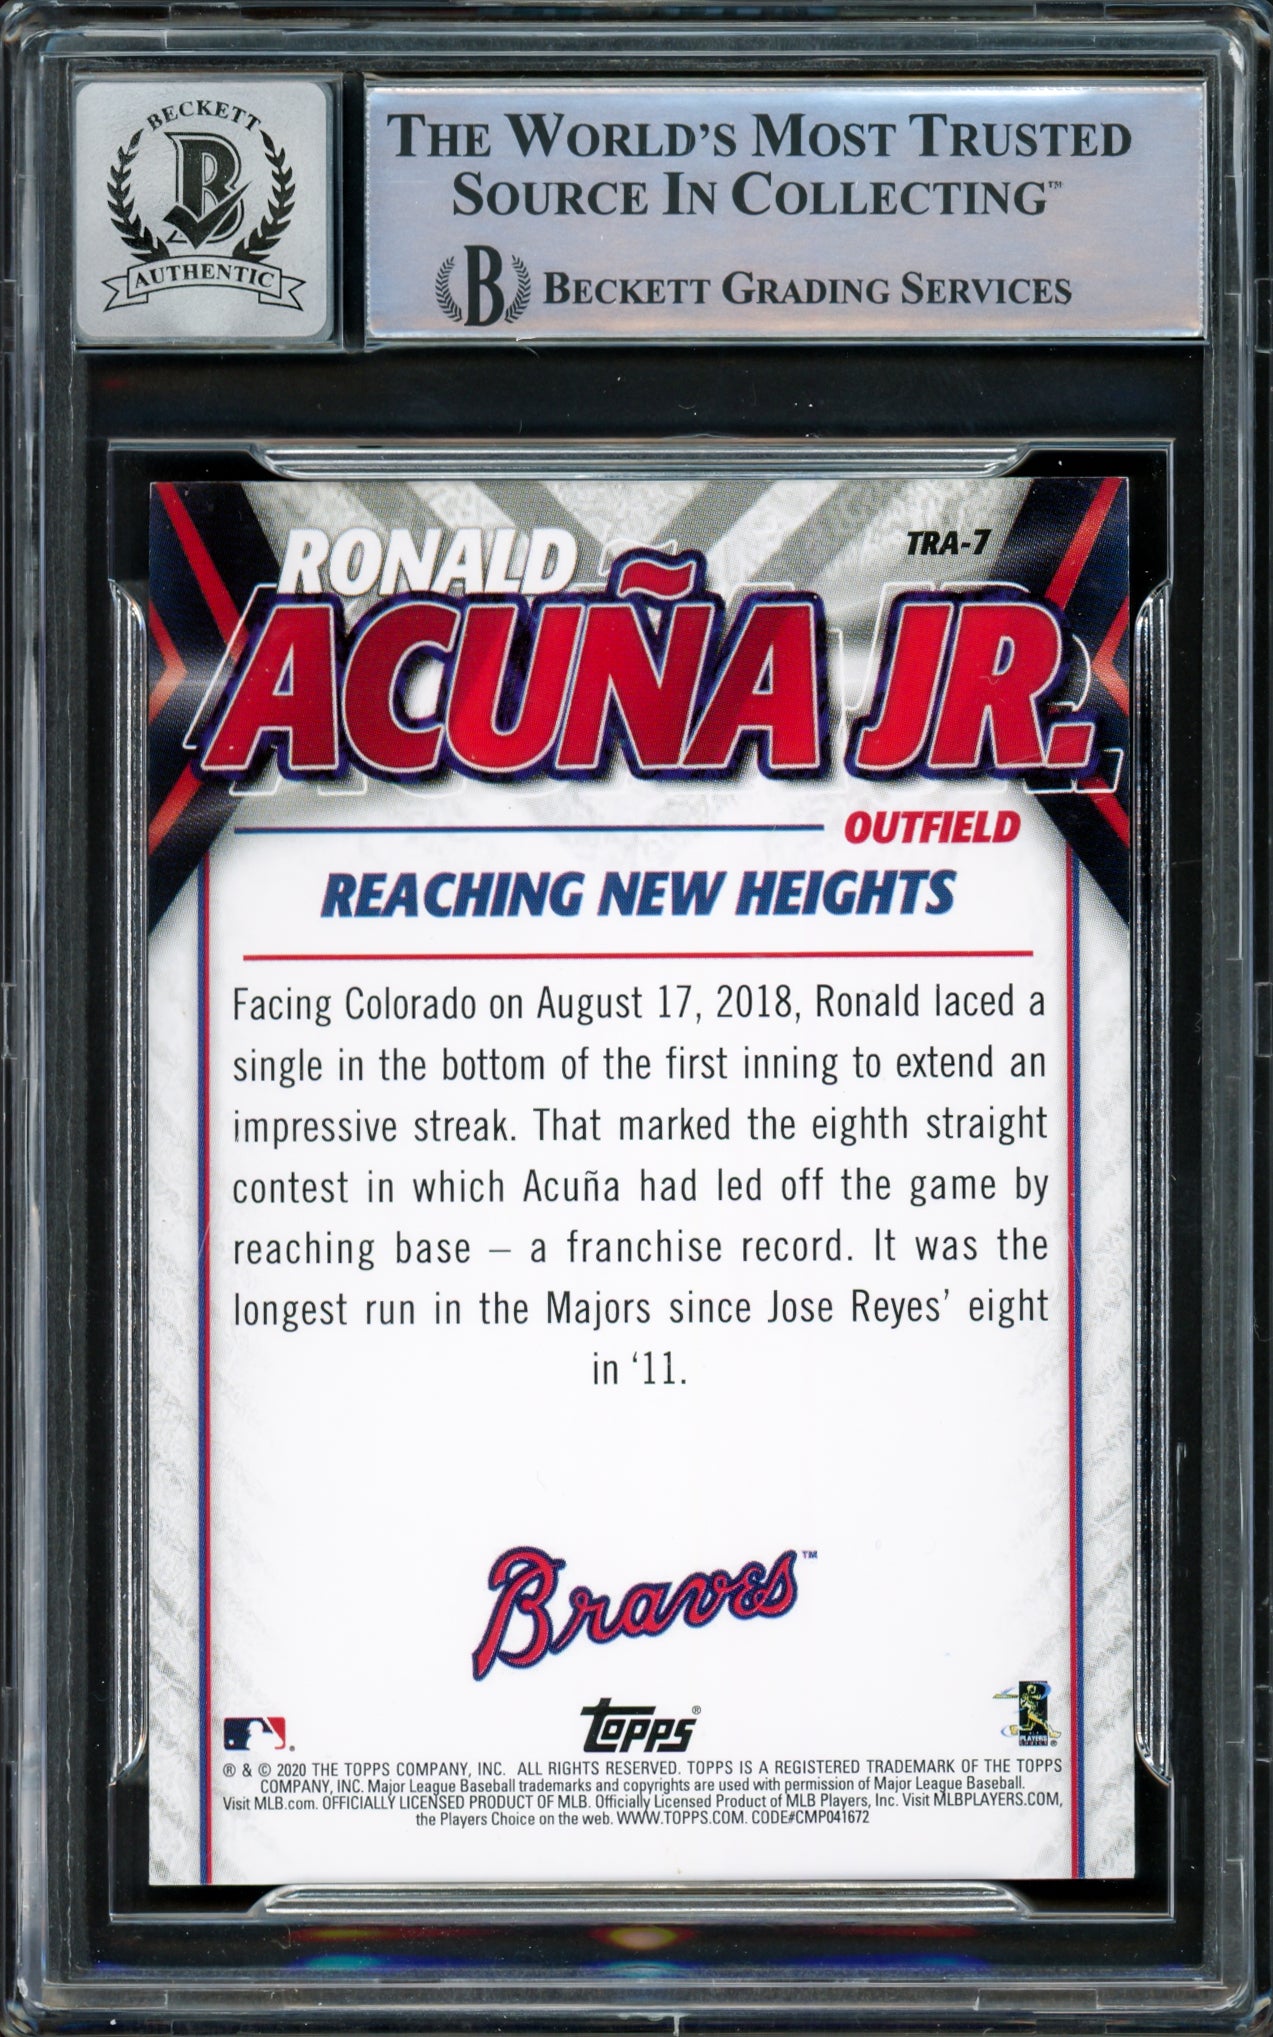 BECKETT
B
AUTHENTIC
THE WORLD'S MOST TRUSTED
SOURCE IN COLLECTING™
B BECKETT GRADING SERVICES
TRA-7
RONALD
ACUÑA JR.
OUTFIELD
REACHING NEW HEIGHTS
Facing Colorado on August 17, 2018, Ronald laced a
single in the bottom of the first inning to extend an
impressive streak. That marked the eighth straight
contest in which Acuña had led off the game by
reaching base – a franchise record. It was the
longest run in the Majors since Jose Reyes' eight
in '11.
Braves™
topps®
PLAYERS
® & © 2020 THE TOPPS COMPANY, INC. ALL RIGHTS RESERVED. TOPPS IS A REGISTERED TRADEMARK OF THE TOPPS
COMPANY, INC. Major League Baseball trademarks and copyrights are used with permission of Major League Baseball.
Visit MLB.com. OFFICIALLY LICENSED PRODUCT OF MLB. Officially Licensed Product of MLB Players, Inc. Visit MLBPLAYERS.COM,
the Players Choice on the web. WWW.TOPPS.COM. CODE#CMP041672